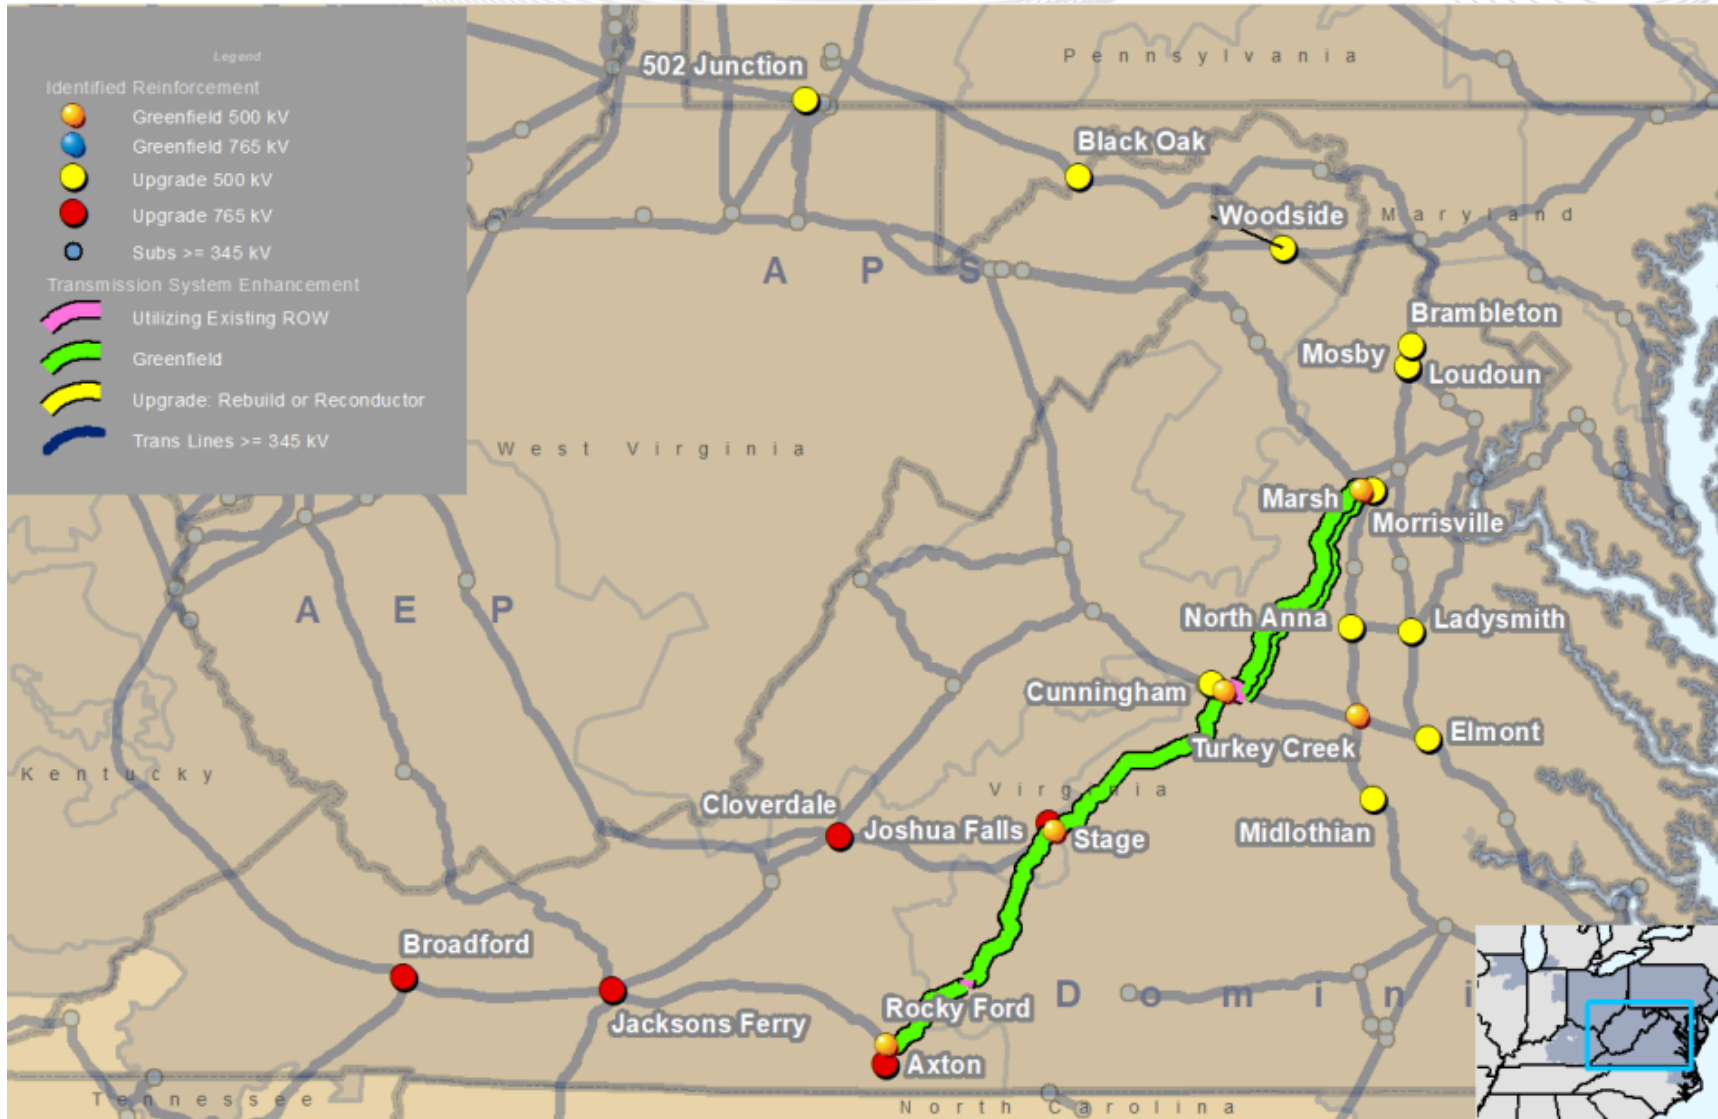 Legend
Identified Reinforcement
Greenfield 500 kV
Greenfield 765 kV
Upgrade 500 kV
Upgrade 765 kV
Subs >= 345 kV
Transmission System Enhancement
Utilizing Existing ROW
Greenfield
Upgrade: Rebuild or Reconductor
Trans Lines >= 345 kV
Pennsylvania
502 Junction
Black Oak
Woodside
Maryland
APS
Brambleton
Mosby
Loudoun
West Virginia
Marsh
Morrisville
AEP
North Anna
Ladysmith
Cunningham
Elmont
Turkey Creek
Kentucky
Virginia
Cloverdale
Joshua Falls
Stage
Midlothian
Broadford
Rocky Ford
Domini
Jacksons Ferry
Axton
Tennessee
North Carolina